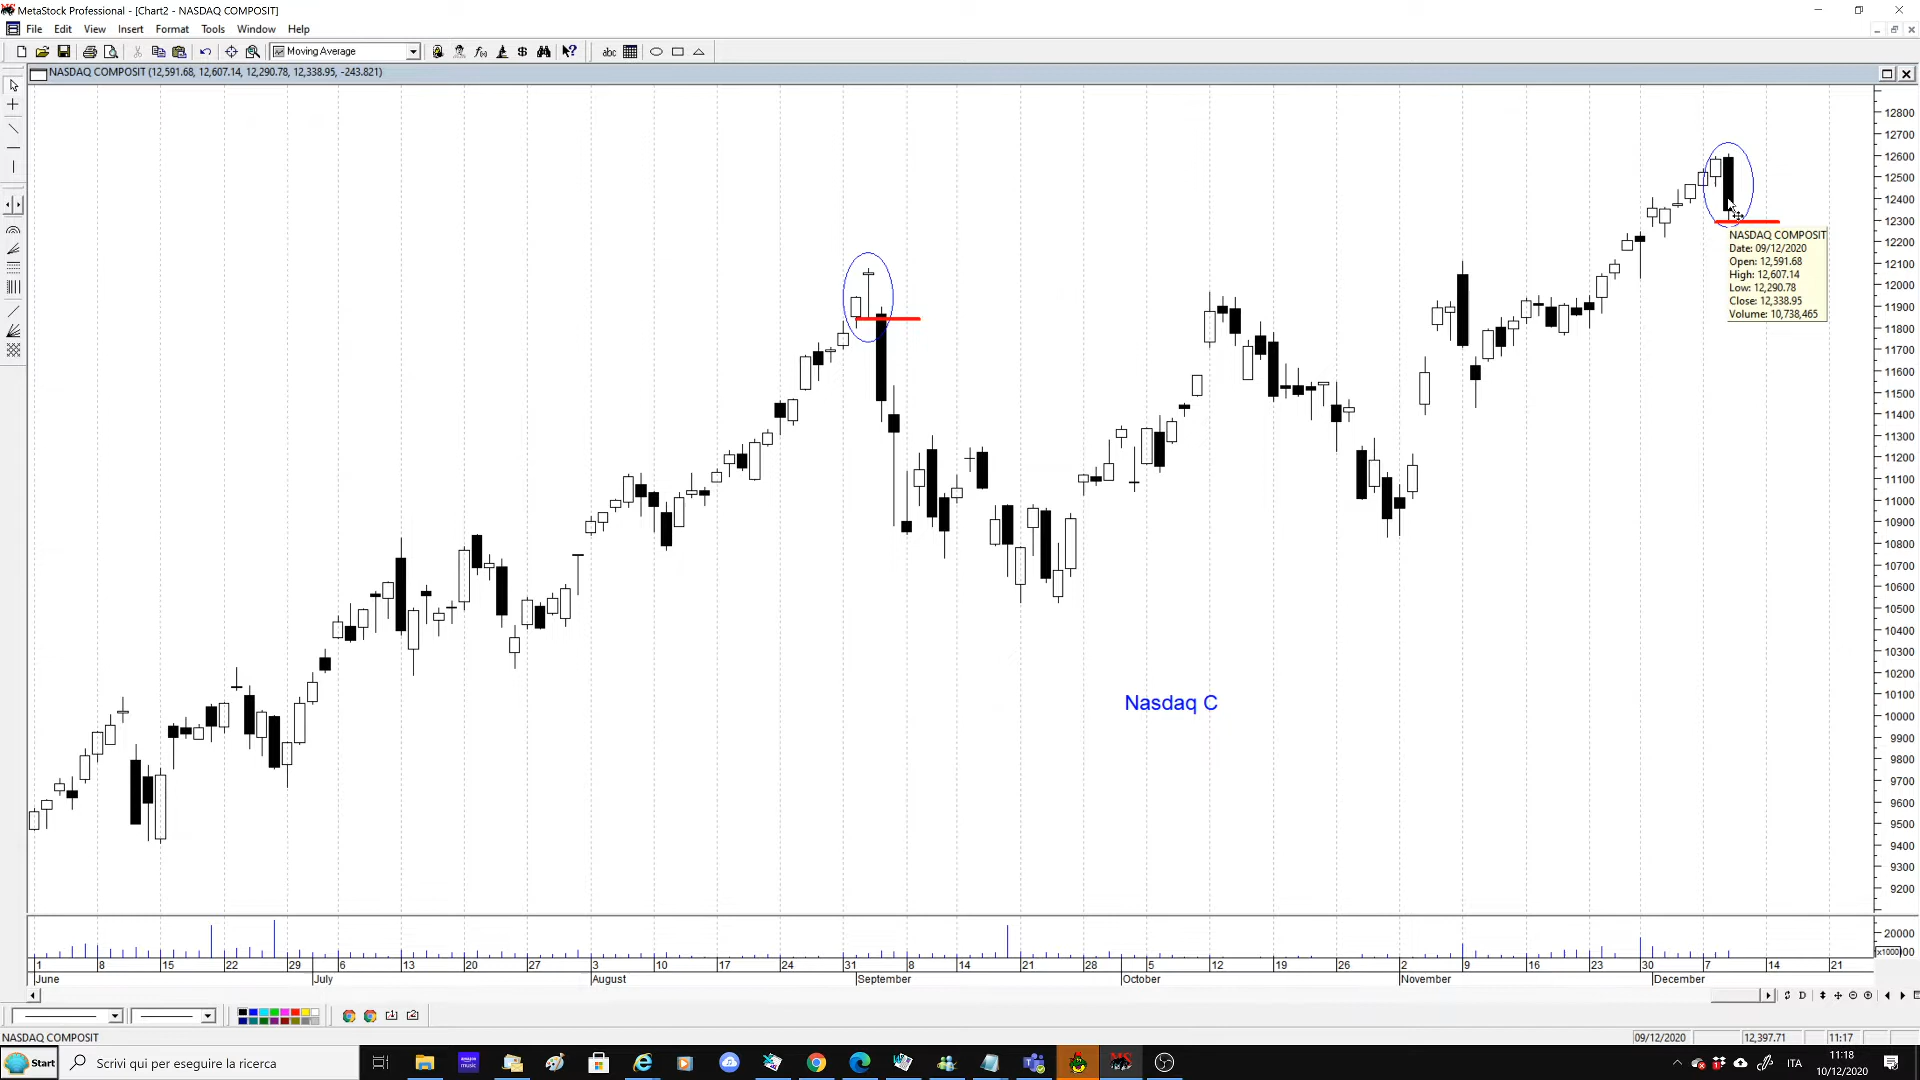 MetaStock Professional - [Chart2 - NASDAQ COMPOSIT]
File Edit View Insert Format Tools Window Help
Moving Average
abc
NASDAQ COMPOSIT (12,591.68, 12,607.14, 12,290.78, 12,338.95, -243.821)
12800
12700
12600
12500
12400
12300
12200
12100
12000
11900
11800
11700
11600
11500
11400
11300
11200
11100
11000
10900
10800
10700
10600
10500
10400
10300
10200
10100
10000
9900
9800
9700
9600
9500
9400
9300
9200
NASDAQ COMPOSIT
Date: 09/12/2020
Open: 12,591.68
High: 12,607.14
Low: 12,290.78
Close: 12,338.95
Volume: 10,738,465
Nasdaq C
20000
x1000
1 8 15 22 29 6 13 20 27 3 10 17 24 31 8 14 21 28 5 12 19 26 2 9 16 23 30 7 14 21
June July August September October November December
D
NASDAQ COMPOSIT
09/12/2020 12,397.71 11:17
Start
Scrivi qui per eseguire la ricerca
ITA
11:18
10/12/2020